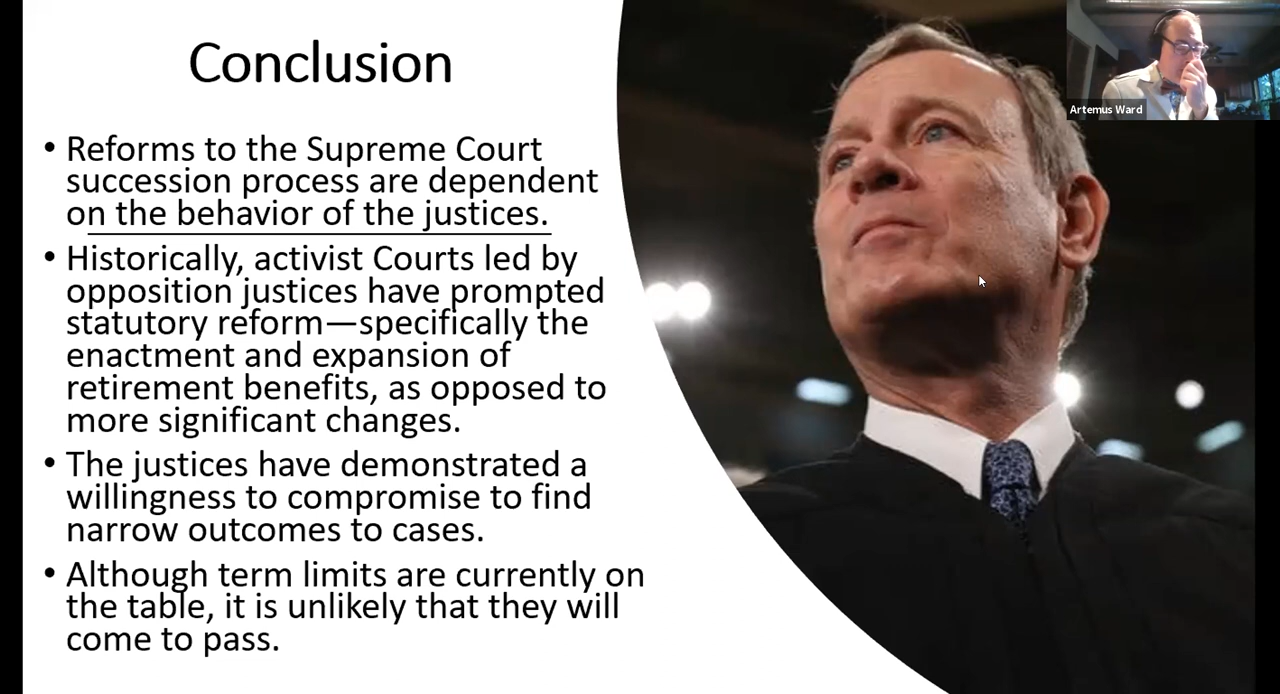 Conclusion
• Reforms to the Supreme Court
succession process are dependent
on the behavior of the justices.
• Historically, activist Courts led by
opposition justices have prompted
statutory reform—specifically the
enactment and expansion of
retirement benefits, as opposed to
more significant changes.
• The justices have demonstrated a
willingness to compromise to find
narrow outcomes to cases.
• Although term limits are currently on
the table, it is unlikely that they will
come to pass.
Artemus Ward